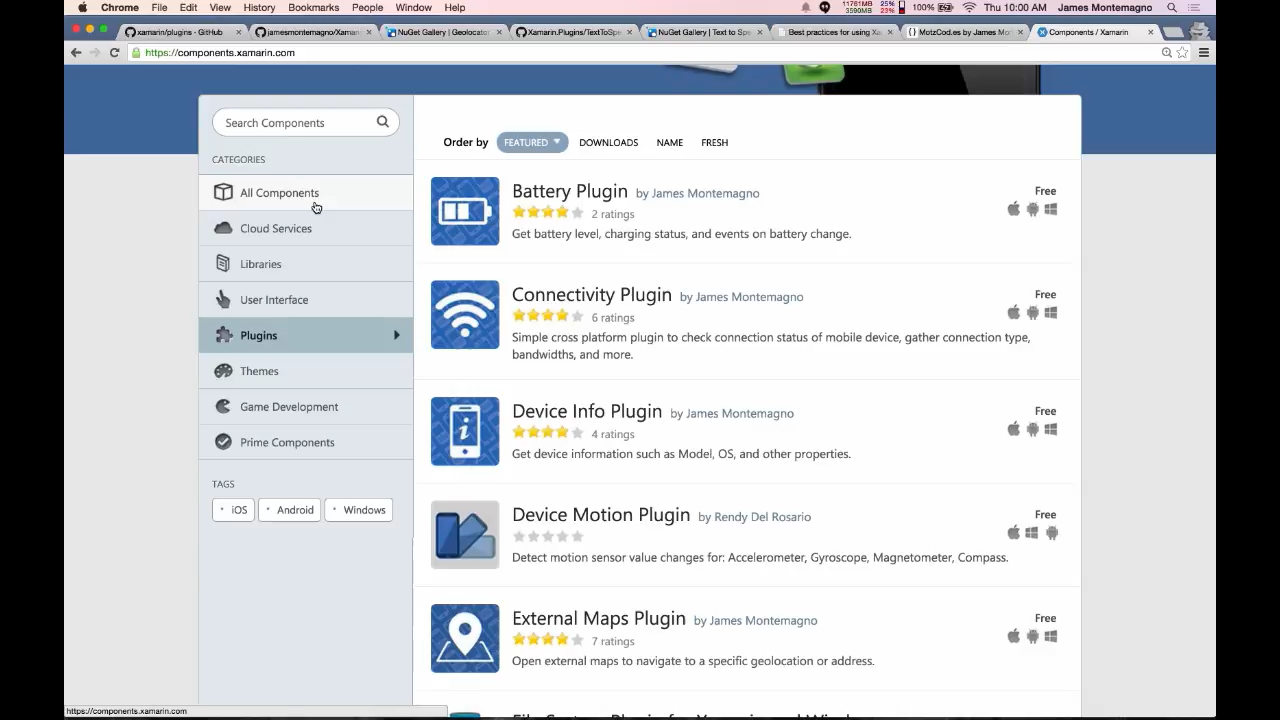 Chrome File Edit View History Bookmarks People Window Help
11761MB 25%
3590MB 23%
100% Thu 10:00 AM James Montemagno
xamarin/plugins - GitHub
jamesmontemagno/Xama
NuGet Gallery | Geolocator
Xamarin.Plugins/TextToSpe
NuGet Gallery | Text to Spe
Best practices for using Xa
MotzCod.es by James Mo
Components / Xamarin
https://components.xamarin.com
Search Components
CATEGORIES
All Components
Cloud Services
Libraries
User Interface
Plugins
Themes
Game Development
Prime Components
TAGS
iOS Android Windows
Order by FEATURED DOWNLOADS NAME FRESH
Battery Plugin by James Montemagno
2 ratings
Get battery level, charging status, and events on battery change.
Free
Connectivity Plugin by James Montemagno
6 ratings
Simple cross platform plugin to check connection status of mobile device, gather connection type,
bandwidths, and more.
Free
Device Info Plugin by James Montemagno
4 ratings
Get device information such as Model, OS, and other properties.
Free
Device Motion Plugin by Rendy Del Rosario
Detect motion sensor value changes for: Accelerometer, Gyroscope, Magnetometer, Compass.
Free
External Maps Plugin by James Montemagno
7 ratings
Open external maps to navigate to a specific geolocation or address.
Free
https://components.xamarin.com